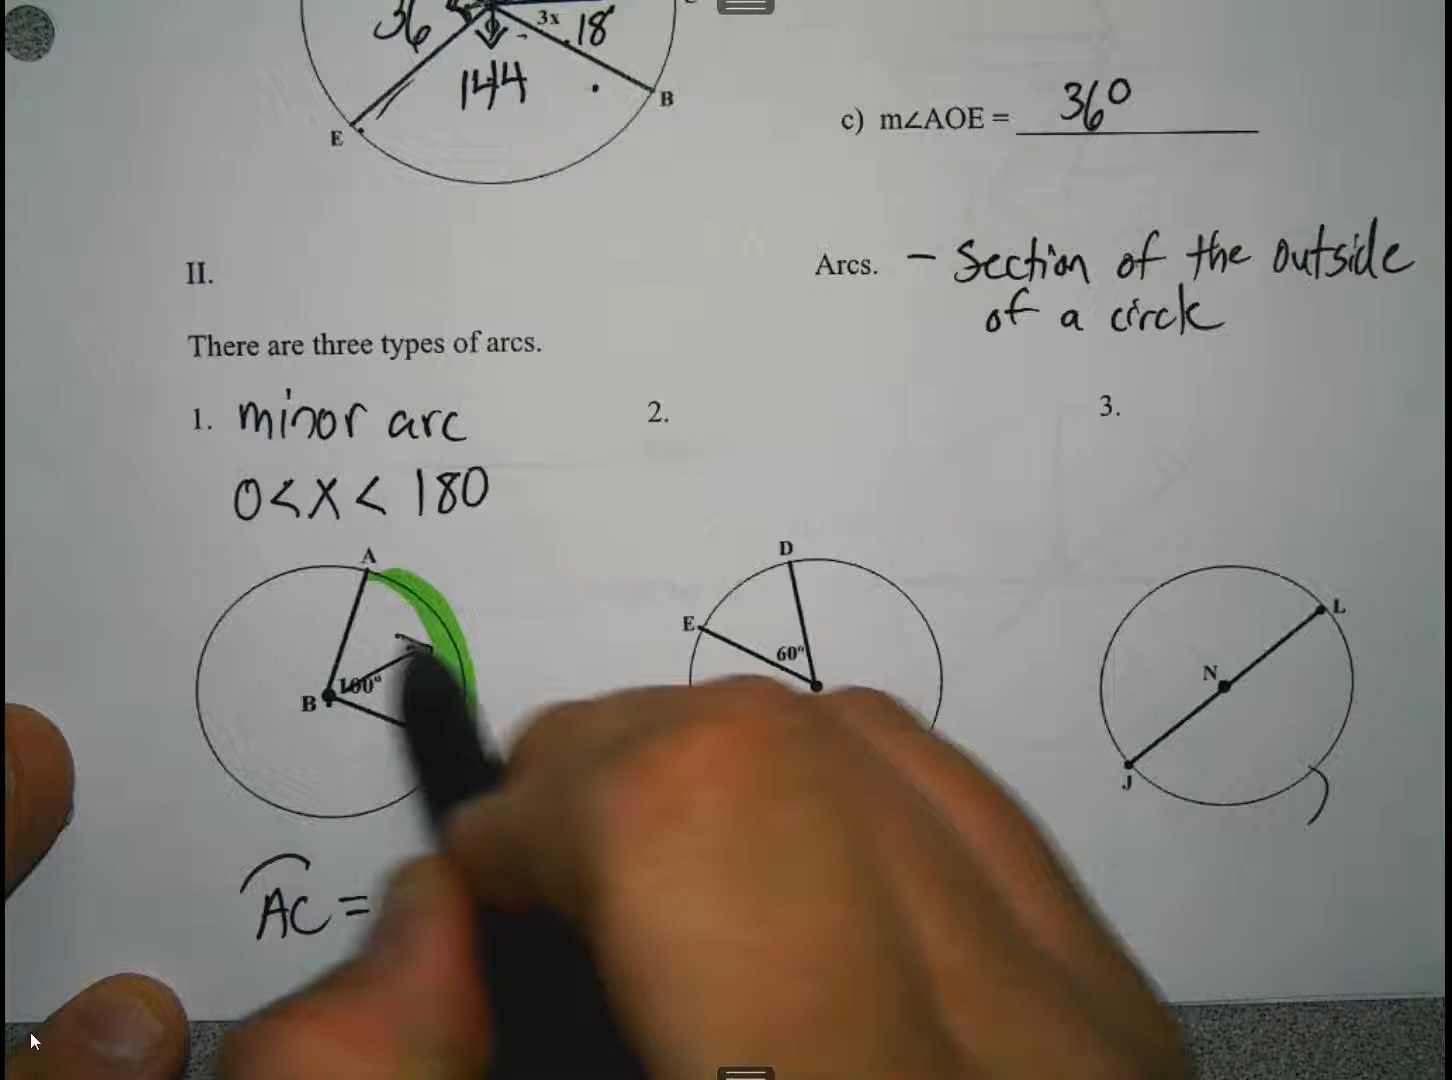 36
3x
18°
144
B
E
c) m∠AOE = 36°
II.
Arcs. – Section of the outside
of a circle
There are three types of arcs.
1. minor arc
2.
3.
0 < x < 180
A
B
100°
D
E
60°
L
N
J
AC =